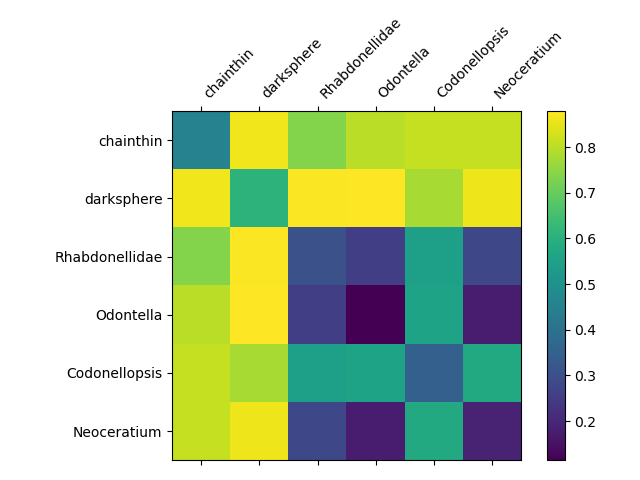 chainthin
darksphere
Rhabdonellidae
Odontella
Codonellopsis
Neoceratium
chainthin
darksphere
Rhabdonellidae
Odontella
Codonellopsis
Neoceratium
0.8
0.7
0.6
0.5
0.4
0.3
0.2